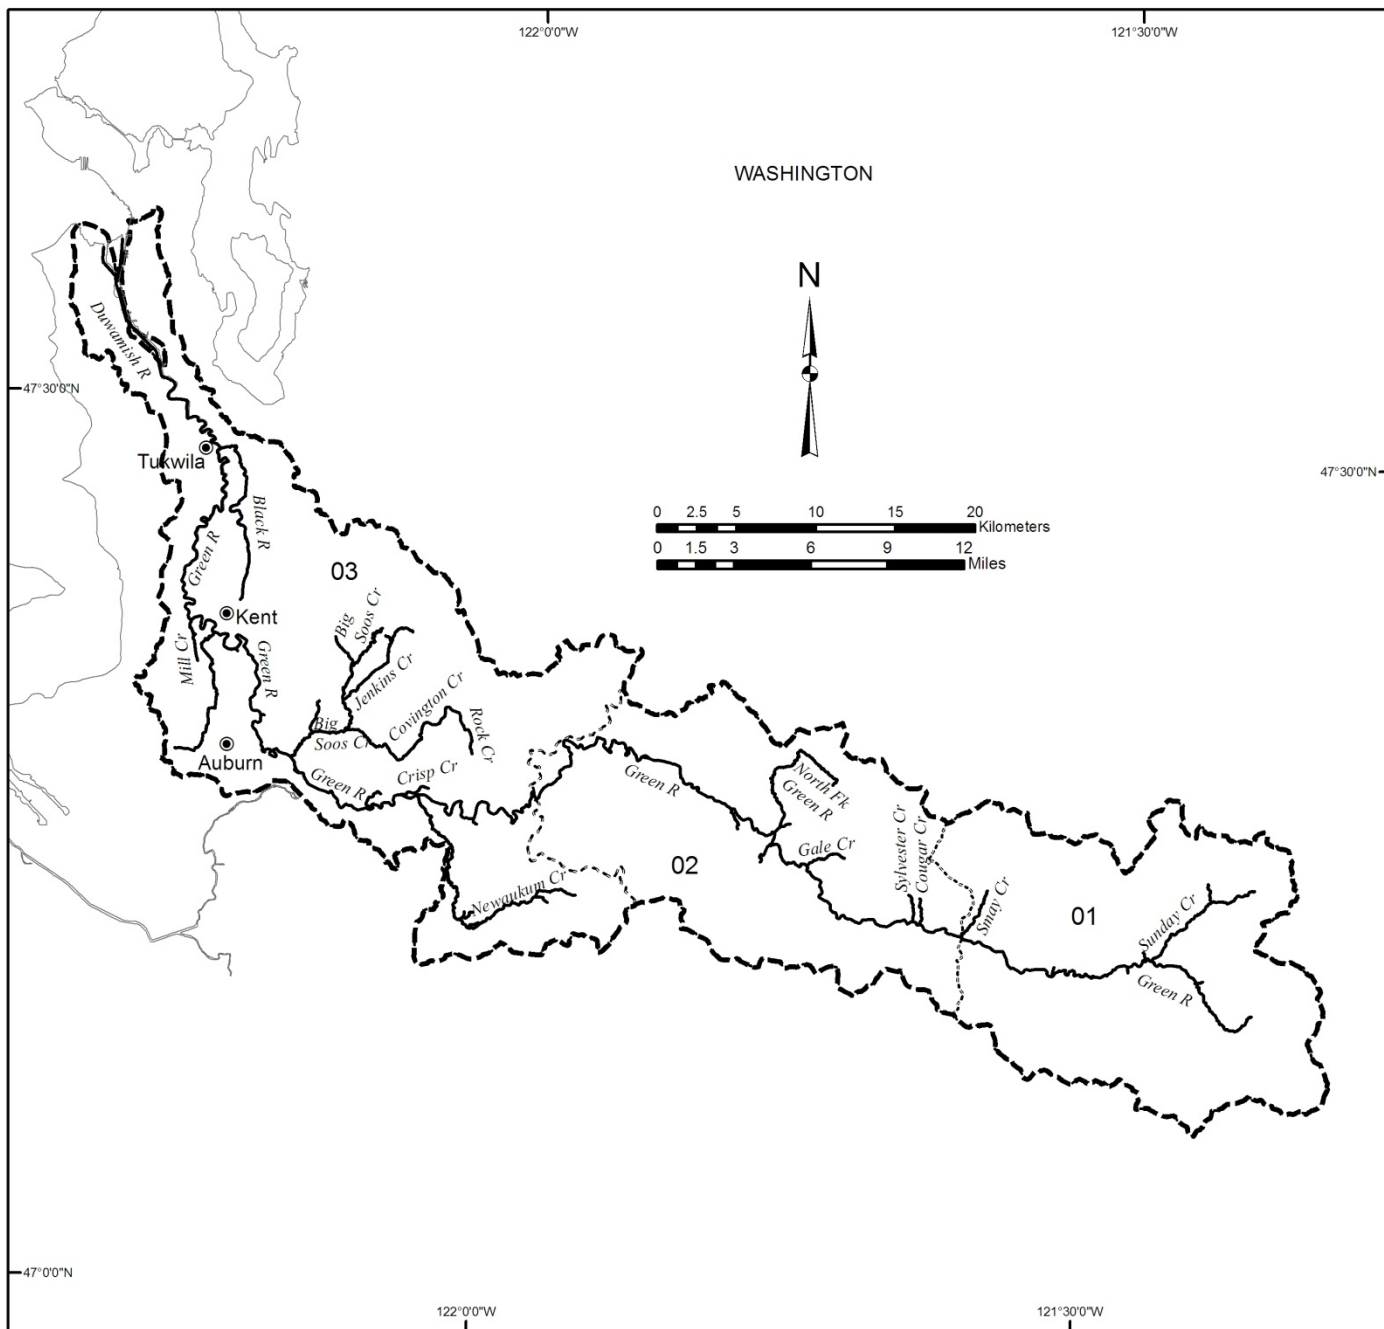 122°0'0"W
121°30'0"W
WASHINGTON
N
Duwamish R
47°30'0"N
47°30'0"N
Tukwila
Black R
0 2.5 5 10 15 20
Kilometers
0 1.5 3 6 9 12
Miles
Green R
03
Kent
Big
Soos Cr
Mill Cr
Green R
Jenkins Cr
Covington Cr
Rock Cr
Big
Soos Cr
Auburn
Green R
Crisp Cr
Green R
North Fk
Green R
Gale Cr
Sylvester Cr
Cougar Cr
02
Newaukum Cr
Smay Cr
01
Sunday Cr
Green R
47°0'0"N
122°0'0"W
121°30'0"W